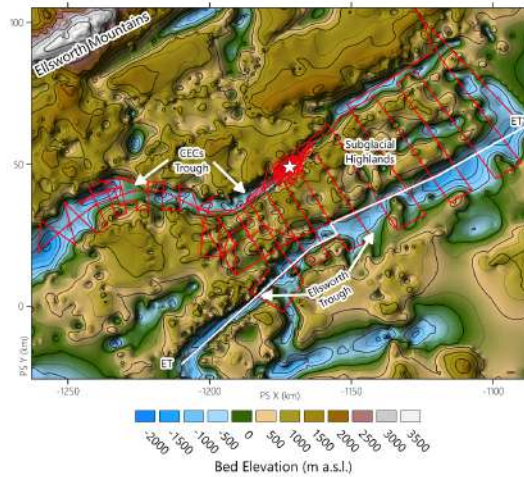 100
Ellsworth Mountains
ET
CECs
Trough
Subglacial
Highlands
50
Ellsworth
Trough
0
ET
PS Y (km)
-1250
-1200
PS X (km)
-1150
-1100
-2000
-1500
-1000
-500
0
500
1000
1500
2000
2500
3000
3500
Bed Elevation (m a.s.l.)